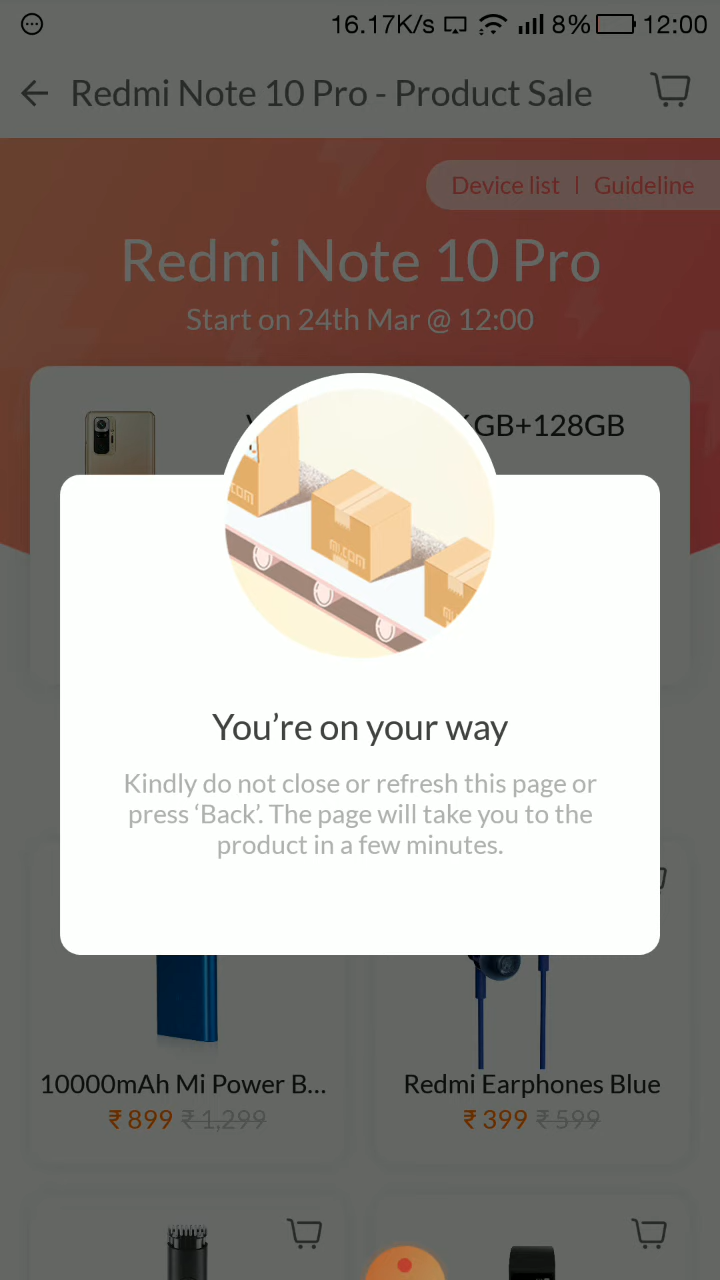 16.17K/s 8% 12:00
Redmi Note 10 Pro - Product Sale
Device list | Guideline
Redmi Note 10 Pro
Start on 24th Mar @ 12:00
GB+128GB
.COM
MI.COM
You're on your way
Kindly do not close or refresh this page or
press 'Back'. The page will take you to the
product in a few minutes.
10000mAh Mi Power B...
Redmi Earphones Blue
₹ 899 ₹ 1,299
₹ 399 ₹ 599